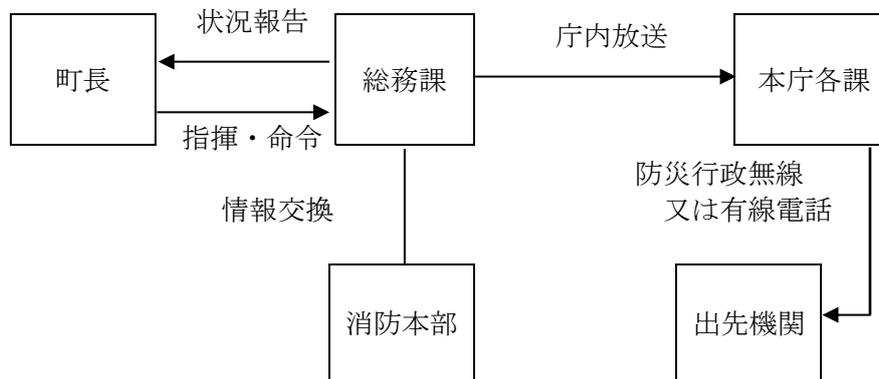 状況報告
庁内放送
町長
総務課
本庁各課
指揮・命令
防災行政無線
又は有線電話
情報交換
消防本部
出先機関